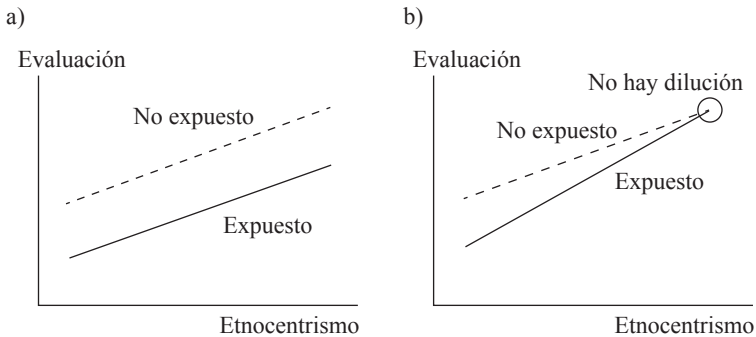 a)
Evaluación
No expuesto
Expuesto
Etnocentrismo
b)
Evaluación
No hay dilución
No expuesto
Expuesto
Etnocentrismo